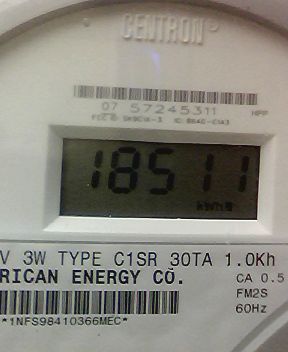 CENTRON®
07 57245311
18511
kWh
V 3W TYPE C1SR 30TA 1.0Kh
RICAN ENERGY CO.
CA 0.5
FM2S
60Hz
*1NFS98410366MEC*